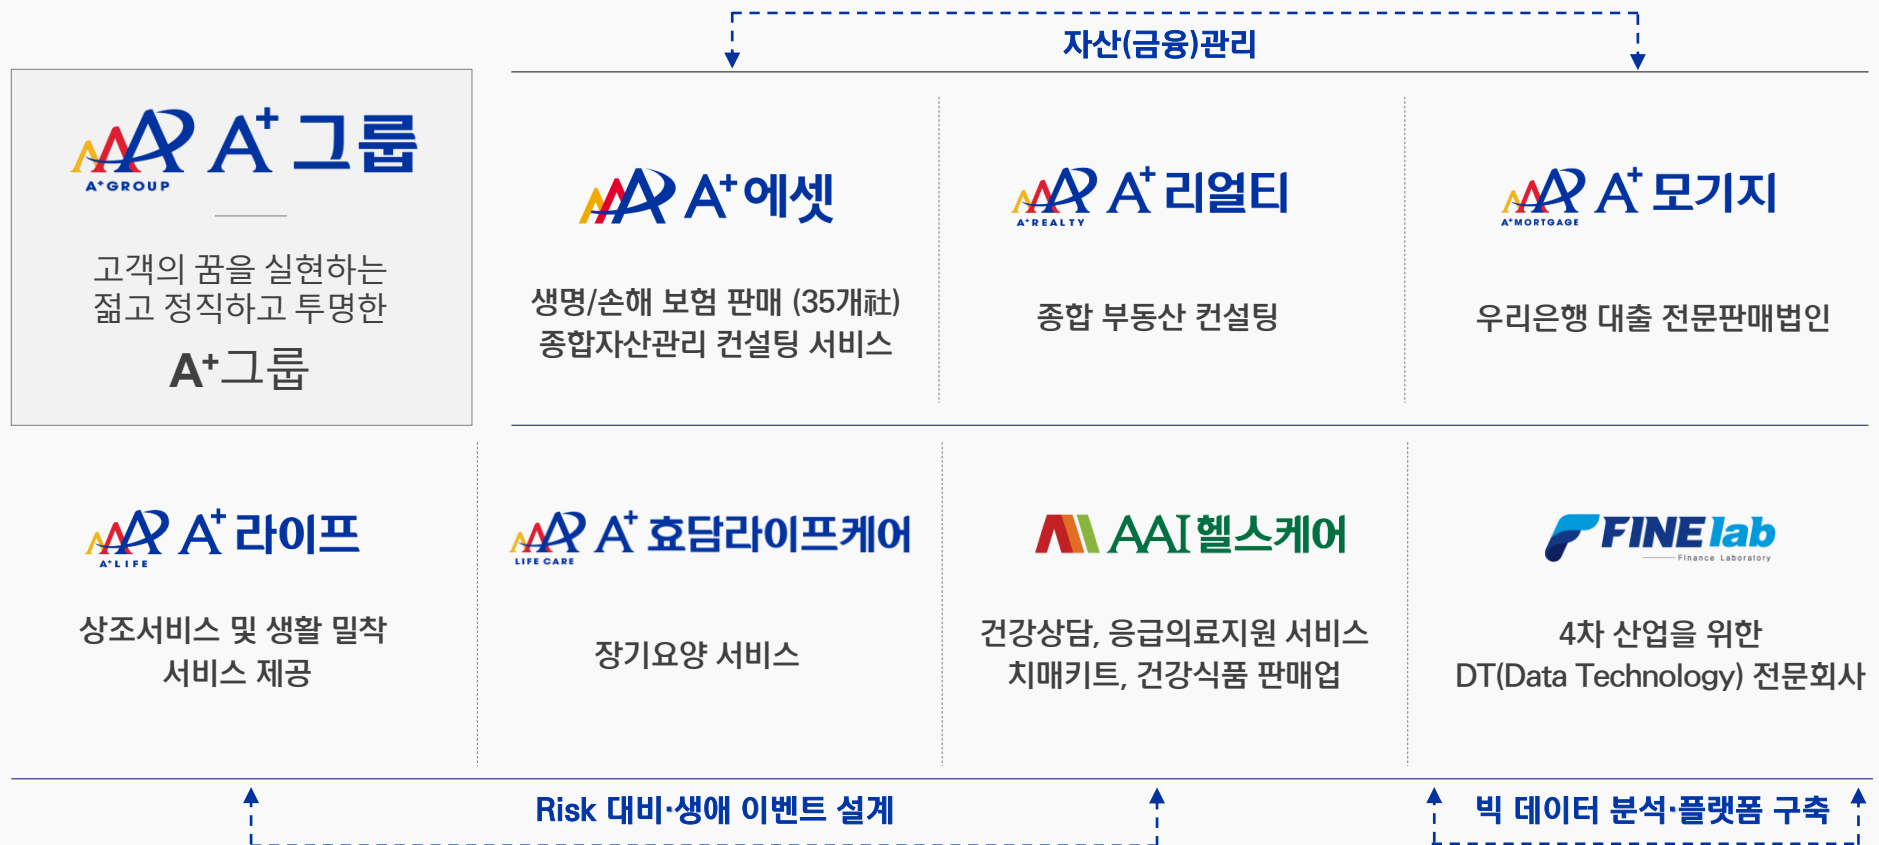 자산(금융)관리
A+그룹
A+GROUP
고객의 꿈을 실현하는
젊고 정직하고 투명한
A+그룹
A+에셋
생명/손해 보험 판매 (35개社)
종합자산관리 컨설팅 서비스
A+리얼티
A+REALTY
종합 부동산 컨설팅
A+모기지
A+MORTGAGE
우리은행 대출 전문판매법인
A+라이프
A+LIFE
상조서비스 및 생활 밀착
서비스 제공
A+효담라이프케어
LIFE CARE
장기요양 서비스
AAI헬스케어
건강상담, 응급의료지원 서비스
치매키트, 건강식품 판매업
FINE lab
Finance Laboratory
4차 산업을 위한
DT(Data Technology) 전문회사
Risk 대비·생애 이벤트 설계
빅 데이터 분석·플랫폼 구축